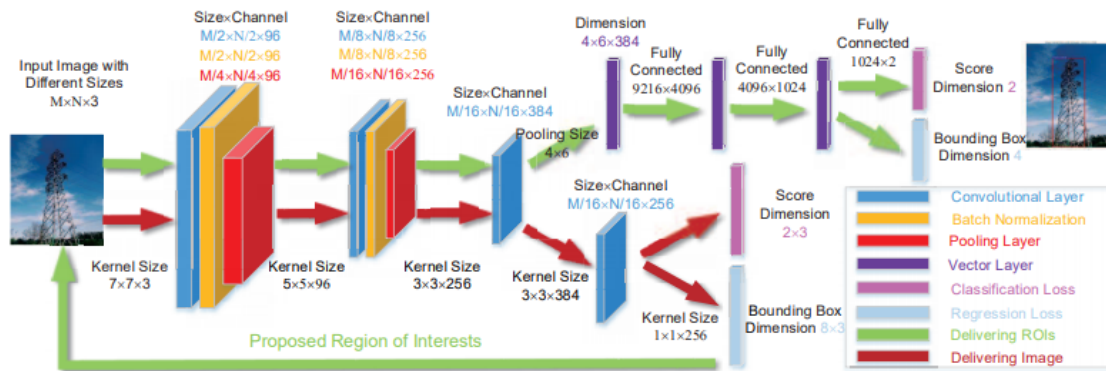 Input Image with
Different Sizes
M×N×3
Size×Channel
M/2×N/2×96
M/2×N/2×96
M/4×N/4×96
Size×Channel
M/8×N/8×256
M/8×N/8×256
M/16×N/16×256
Size×Channel
M/16×N/16×384
Pooling Size
4×6
Dimension
4×6×384
Fully
Connected
9216×4096
Fully
Connected
4096×1024
Fully
Connected
1024×2
Score
Dimension 2
Bounding Box
Dimension 4
Kernel Size
7×7×3
Kernel Size
5×5×96
Kernel Size
3×3×256
Kernel Size
3×3×384
Size×Channel
M/16×N/16×256
Kernel Size
1×1×256
Score
Dimension
2×3
Bounding Box
Dimension 8×3
Proposed Region of Interests
Convolutional Layer
Batch Normalization
Pooling Layer
Vector Layer
Classification Loss
Regression Loss
Delivering ROIs
Delivering Image